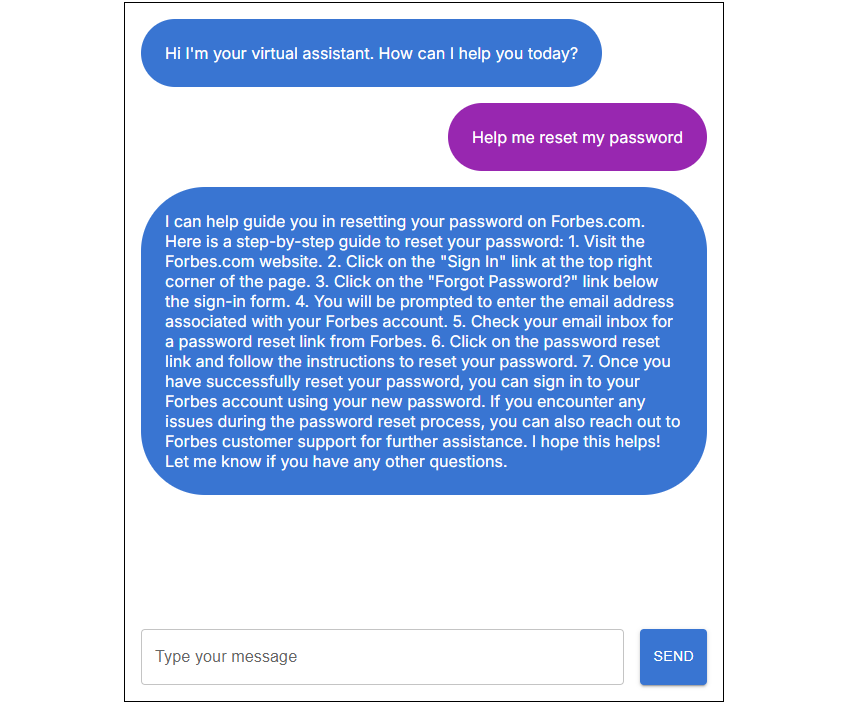 Hi I'm your virtual assistant. How can I help you today?
Help me reset my password
I can help guide you in resetting your password on Forbes.com.
Here is a step-by-step guide to reset your password: 1. Visit the
Forbes.com website. 2. Click on the "Sign In" link at the top right
corner of the page. 3. Click on the "Forgot Password?" link below
the sign-in form. 4. You will be prompted to enter the email address
associated with your Forbes account. 5. Check your email inbox for
a password reset link from Forbes. 6. Click on the password reset
link and follow the instructions to reset your password. 7. Once you
have successfully reset your password, you can sign in to your
Forbes account using your new password. If you encounter any
issues during the password reset process, you can also reach out to
Forbes customer support for further assistance. I hope this helps!
Let me know if you have any other questions.
Type your message
SEND